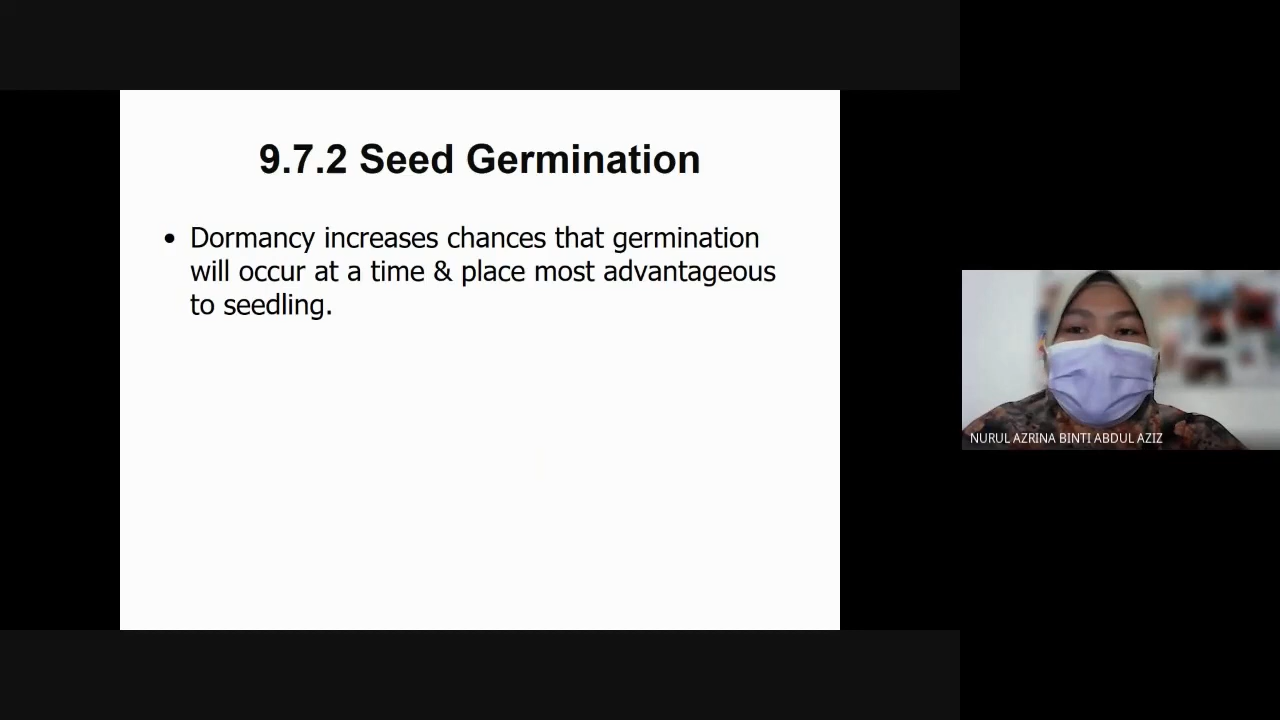 9.7.2 Seed Germination
• Dormancy increases chances that germination
will occur at a time & place most advantageous
to seedling.
NURUL AZRINA BINTI ABDUL AZIZ